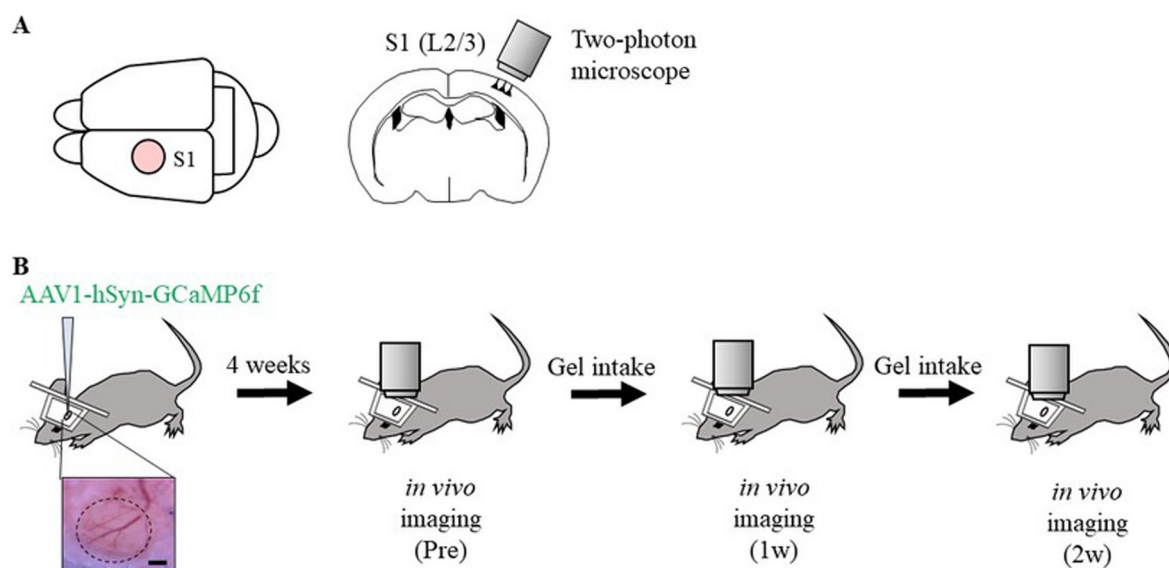 A
S1
S1 (L2/3)
Two-photon
microscope
B
AAV1-hSyn-GCaMP6f
4 weeks
Gel intake
Gel intake
in vivo
imaging
(Pre)
in vivo
imaging
(1w)
in vivo
imaging
(2w)